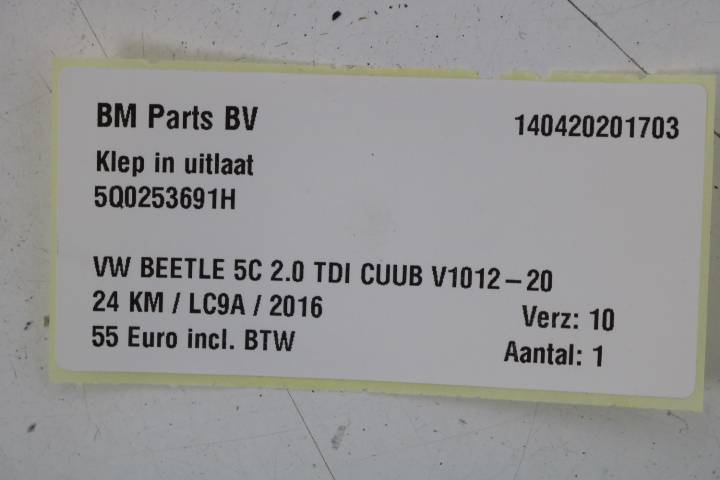 BM Parts BV 140420201703
Klep in uitlaat
5Q0253691H
VW BEETLE 5C 2.0 TDI CUUB V1012-20
24 KM / LC9A / 2016 Verz: 10
55 Euro incl. BTW Aantal: 1